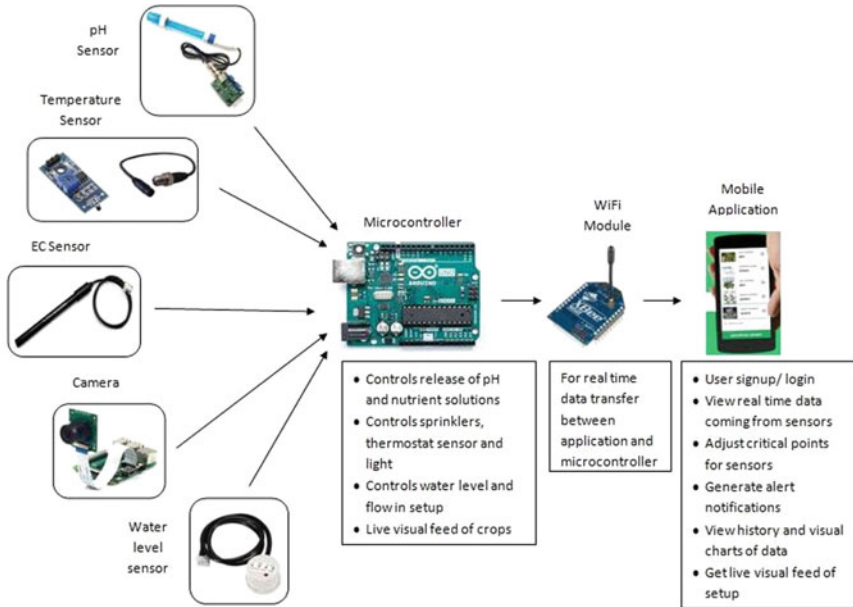 pH
Sensor
Temperature
Sensor
EC Sensor
Camera
Water
level
sensor
Microcontroller
ARDUINO
• Controls release of pH
and nutrient solutions
• Controls sprinklers,
thermostat sensor and
light
• Controls water level and
flow in setup
• Live visual feed of crops
WiFi
Module
XBee
For real time
data transfer
between
application and
microcontroller
Mobile
Application
• User signup/ login
• View real time data
coming from sensors
• Adjust critical points
for sensors
• Generate alert
notifications
• View history and visual
charts of data
• Get live visual feed of
setup